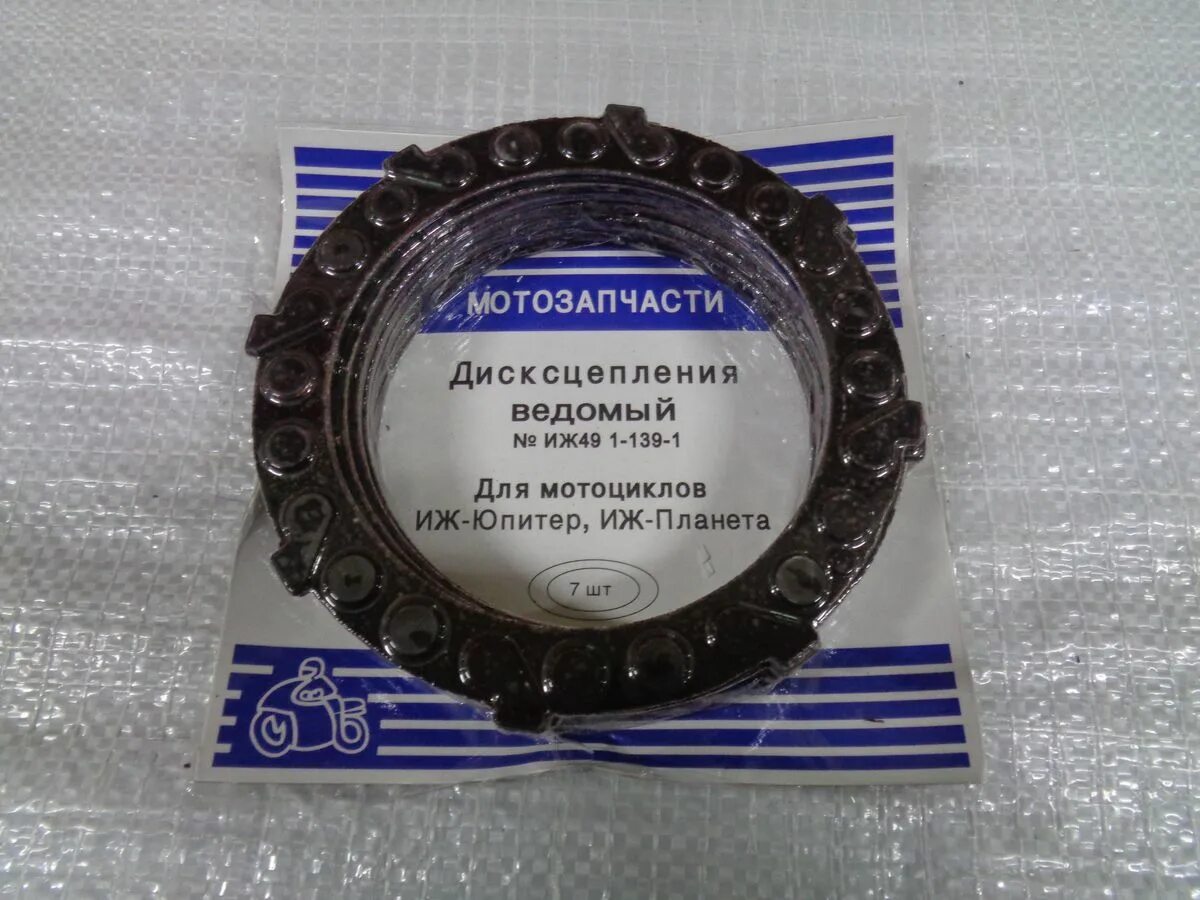 МОТОЗАПЧАСТИ
Дисксцепления
ведомый
№ ИЖ49 1-139-1
Для мотоциклов
ИЖ-Юпитер, ИЖ-Планета
7 шт